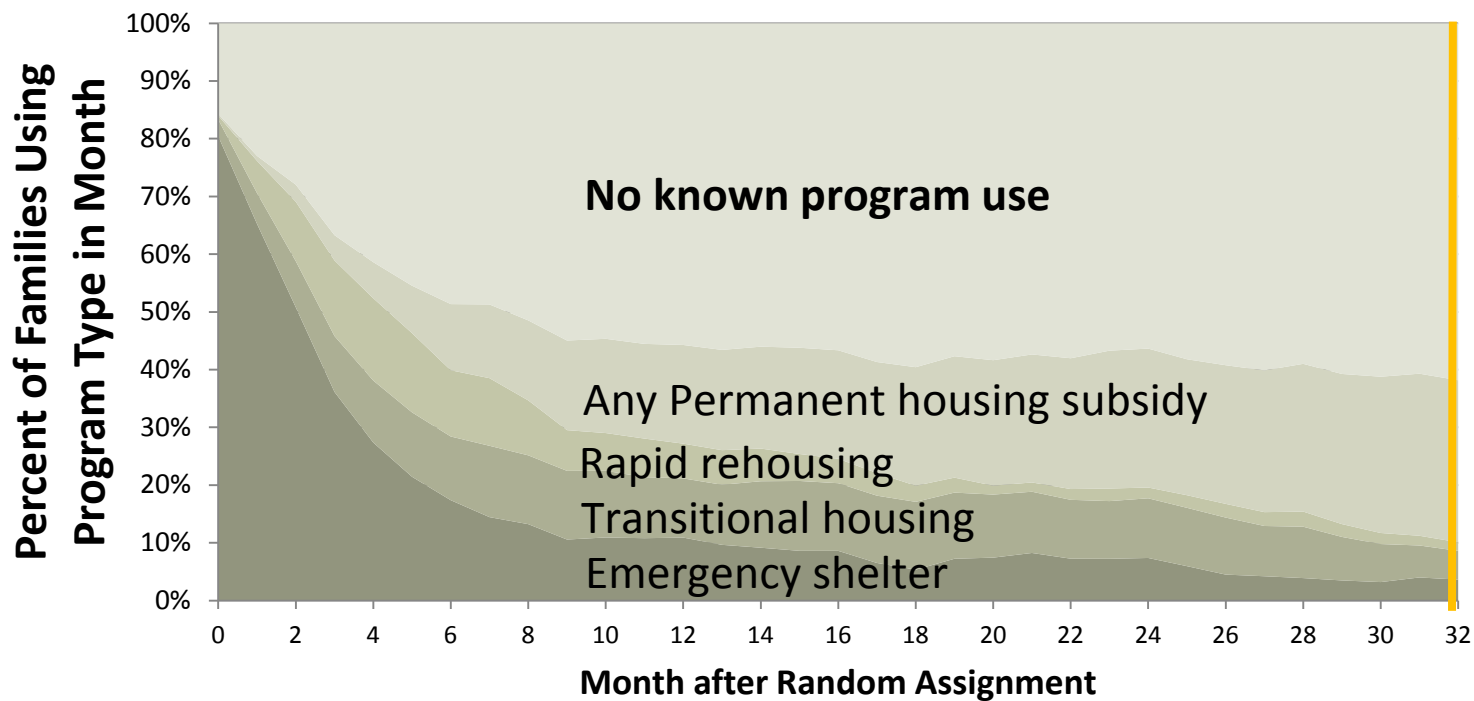 Percent of Families Using
Program Type in Month
100%
90%
80%
70%
60%
50%
40%
30%
20%
10%
0%
No known program use
Any Permanent housing subsidy
Rapid rehousing
Transitional housing
Emergency shelter
0 2 4 6 8 10 12 14 16 18 20 22 24 26 28 30 32
Month after Random Assignment